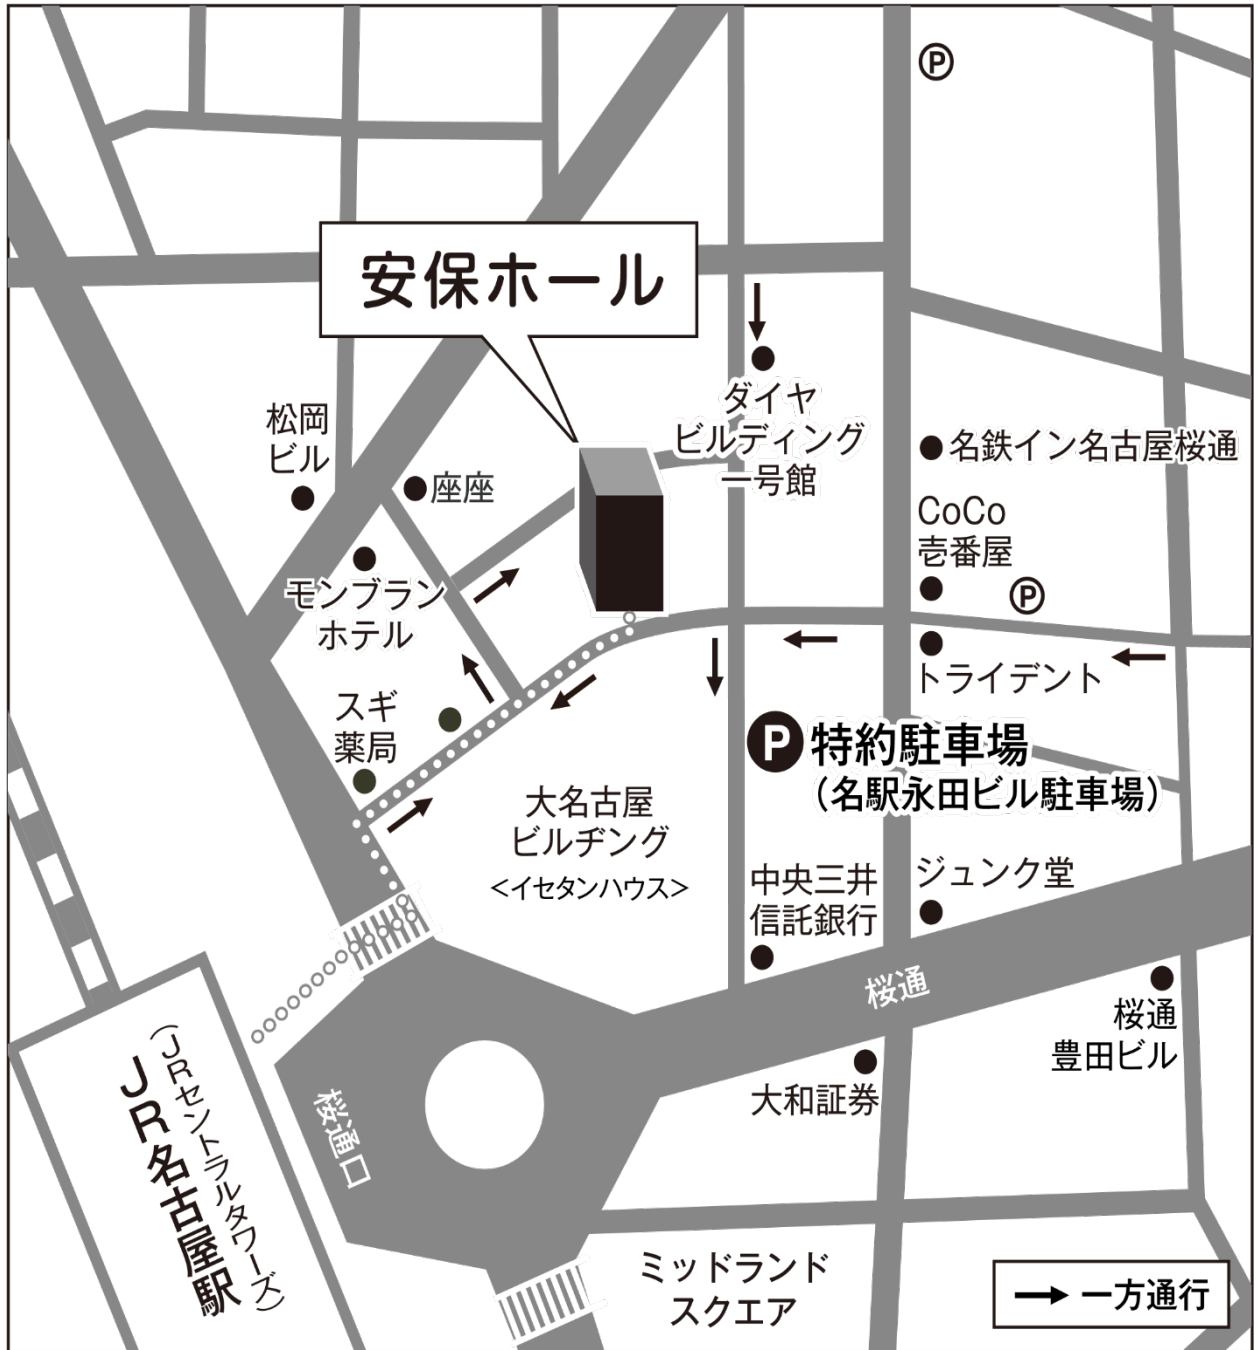 P
安保ホール
ダイヤ
ビルディング
一号館
松岡
ビル
座座
名鉄イン名古屋桜通
CoCo
壱番屋
P
モンブラン
ホテル
トライデント
スギ
薬局
P 特約駐車場
(名駅永田ビル駐車場)
大名古屋
ビルヂング
<イセタンハウス>
中央三井
信託銀行
ジュンク堂
桜通
桜通
豊田ビル
大和証券
桜通口
(JRセントラルタワーズ)
JR名古屋駅
ミッドランド
スクエア
→ 一方通行